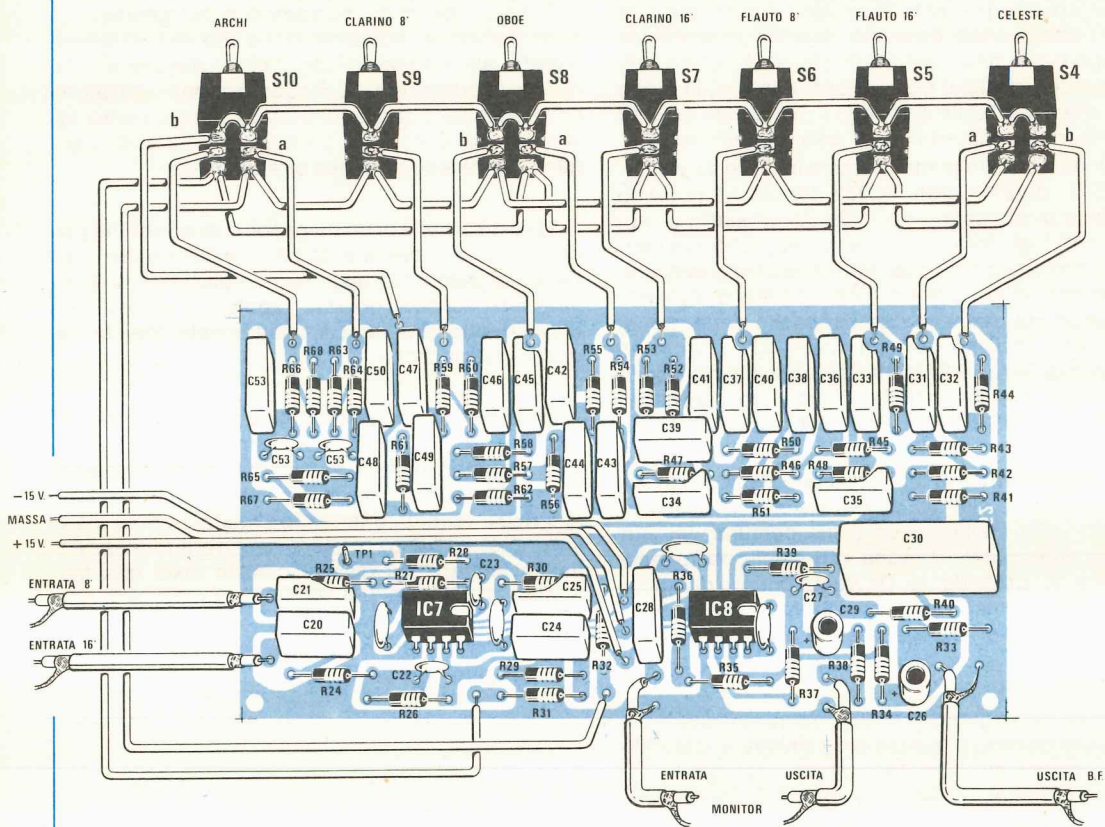 ARCHI CLARINO 8' OBOE CLARINO 16' FLAUTO 8' FLAUTO 16' CELESTE
S10 S9 S8 S7 S6 S5 S4
b a b a a b
C53 R66 R68 R63 R64 C50 C47 R59 R60 C46 C45 C42 R55 R54 R53 R52 C41 C37 C40 C38 C36 C33 R49 C31 C32 R44
C53 C53 C48 R61 C49 R58 C44 C43 C39 R50 R45 R43
R65 R57 R56 R47 R46 R48 R42
R67 R62 C34 R51 C35 R41
−15 V.
MASSA
+15 V.
TP1 R28 C23 R30 C25 C28 R36 R39 C30
ENTRATA 8'
C21 R25 R27 IC7 IC8 C27 C29 R40
ENTRATA 16'
C20 C24 R32 R38 R33
R24 C22 R29 R35 R37 R34
R26 R31 C26
ENTRATA USCITA USCITA B.F.
MONITOR